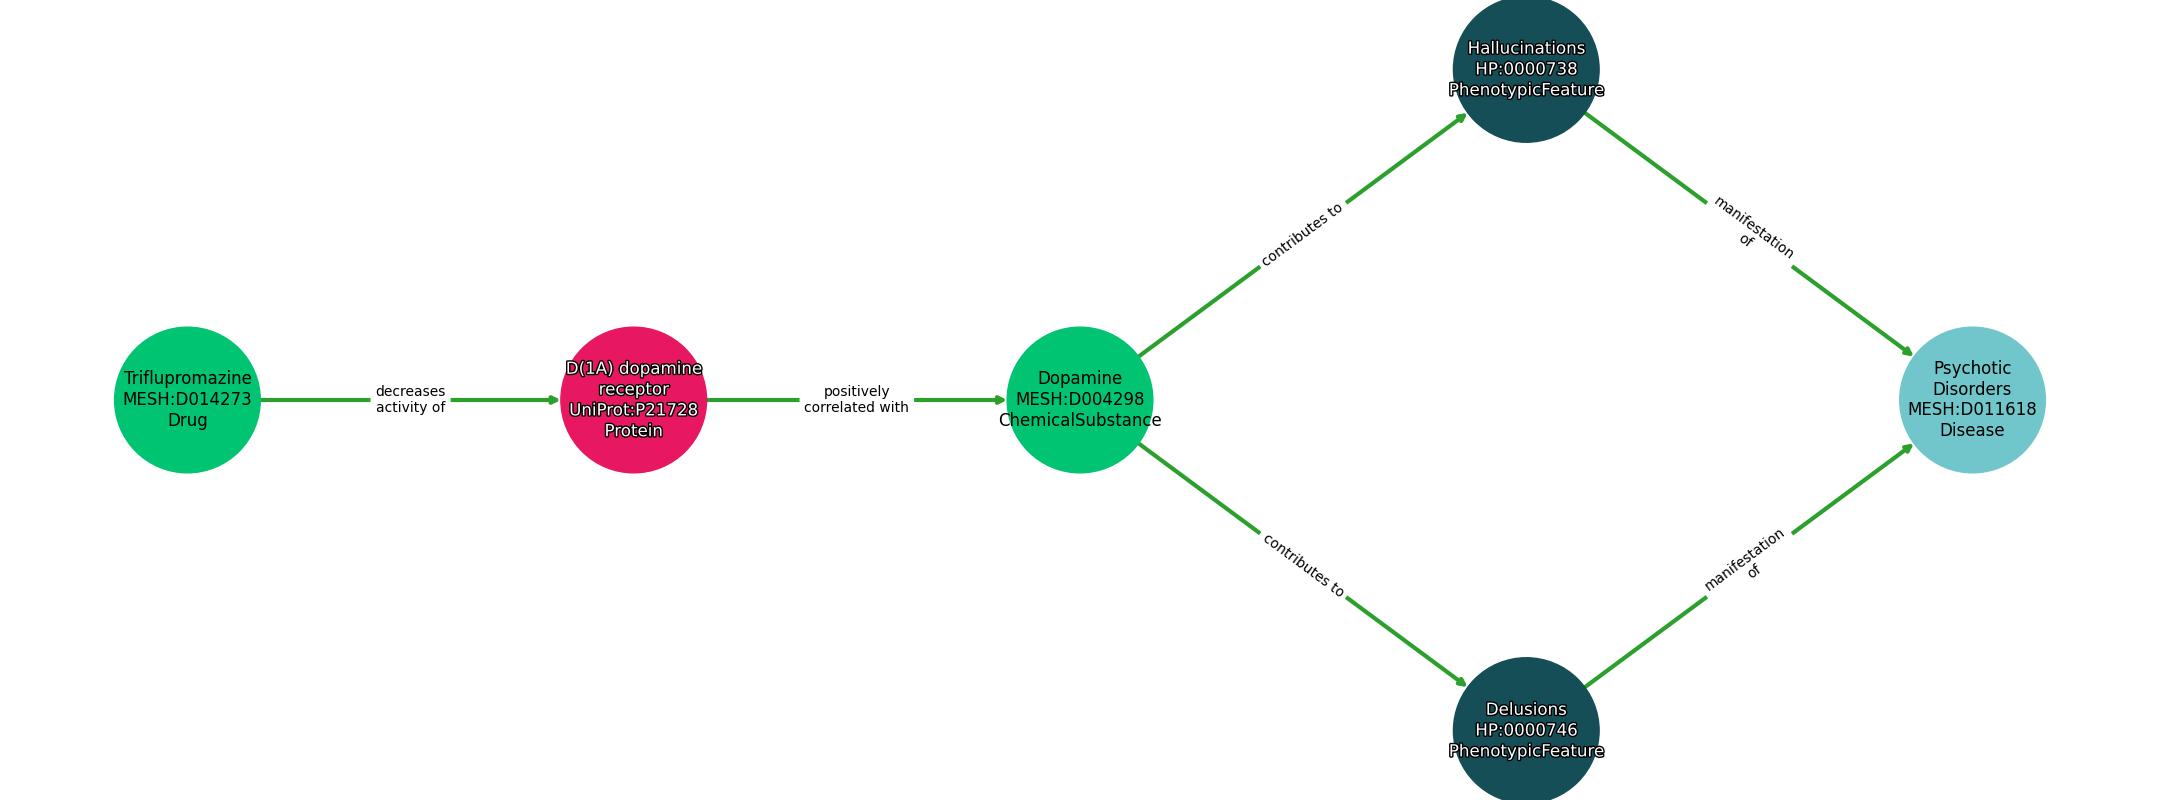 Hallucinations
HP:0000738
PhenotypicFeature
contributes to
manifestation
of
Triflupromazine
MESH:D014273
Drug
decreases
activity of
D(1A) dopamine
receptor
UniProt:P21728
Protein
positively
correlated with
Dopamine
MESH:D004298
ChemicalSubstance
Psychotic
Disorders
MESH:D011618
Disease
contributes to
manifestation
of
Delusions
HP:0000746
PhenotypicFeature